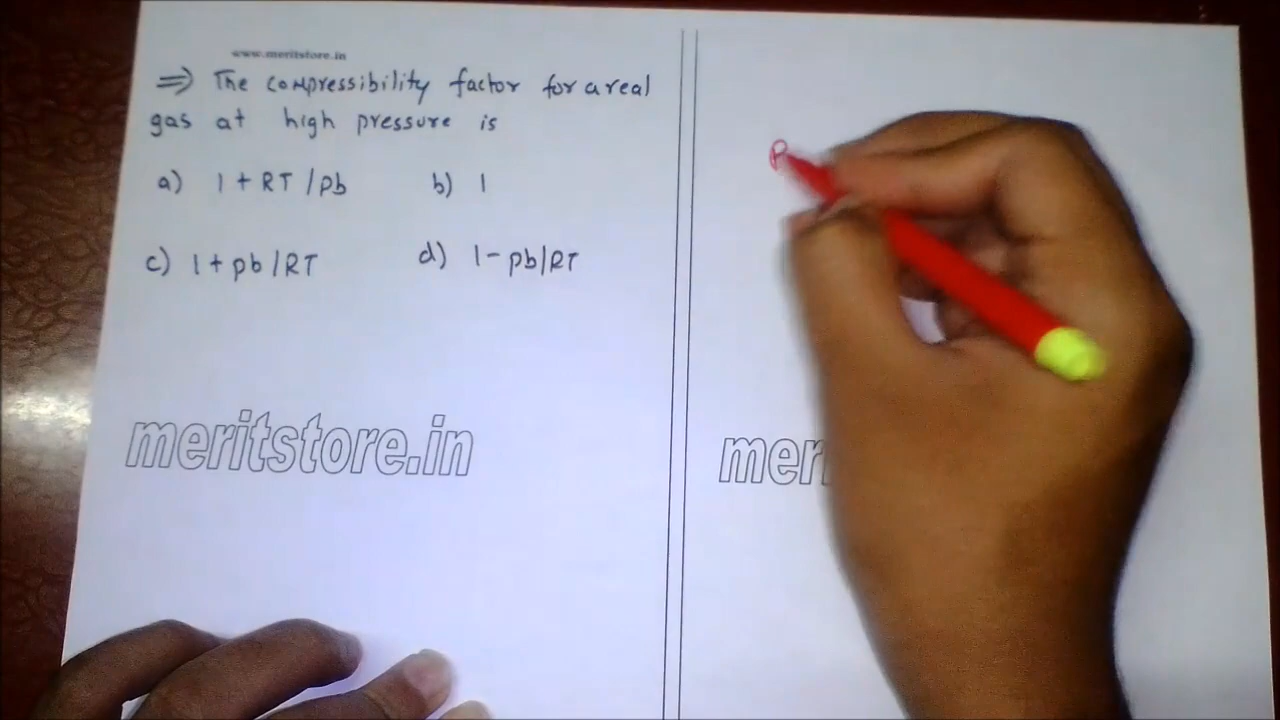 www.meritstore.in
⇒ The compressibility factor for a real
gas at high pressure is
a) 1 + RT / pb b) 1
c) 1 + pb / RT d) 1 - pb/RT
meritstore.in